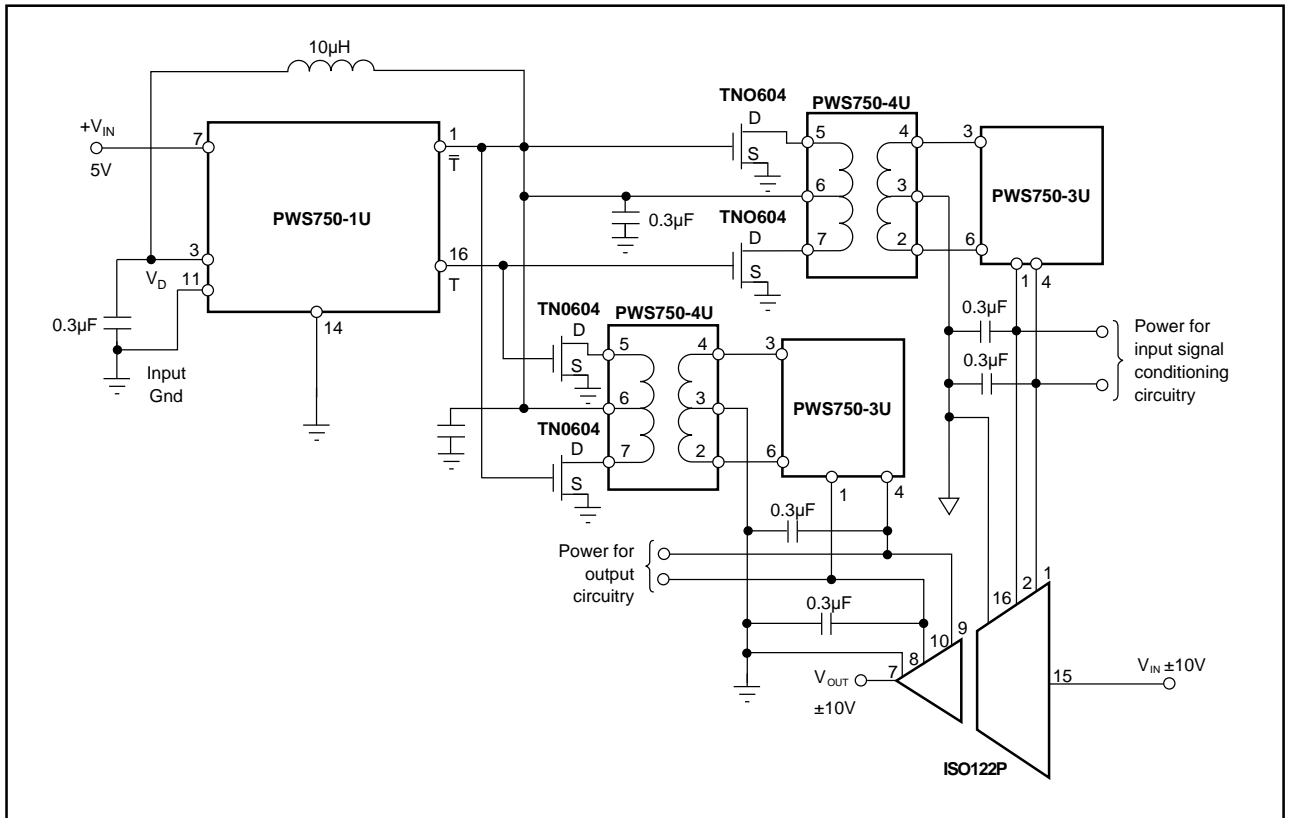 10µH
+VIN
5V
7
1
T̅
PWS750-1U
3
VD
11
16
T
14
0.3µF
Input
Gnd
TNO604
D
S
0.3µF
TNO604
D
S
PWS750-4U
5
6
7
4
3
2
3
6
PWS750-3U
1
4
0.3µF
0.3µF
Power for
input signal
conditioning
circuitry
TN0604
D
S
TN0604
D
S
PWS750-4U
5
6
7
4
3
2
3
6
PWS750-3U
1
4
0.3µF
Power for
output
circuitry
0.3µF
7
8
10
9
16
2
1
15
VOUT
±10V
VIN ±10V
ISO122P